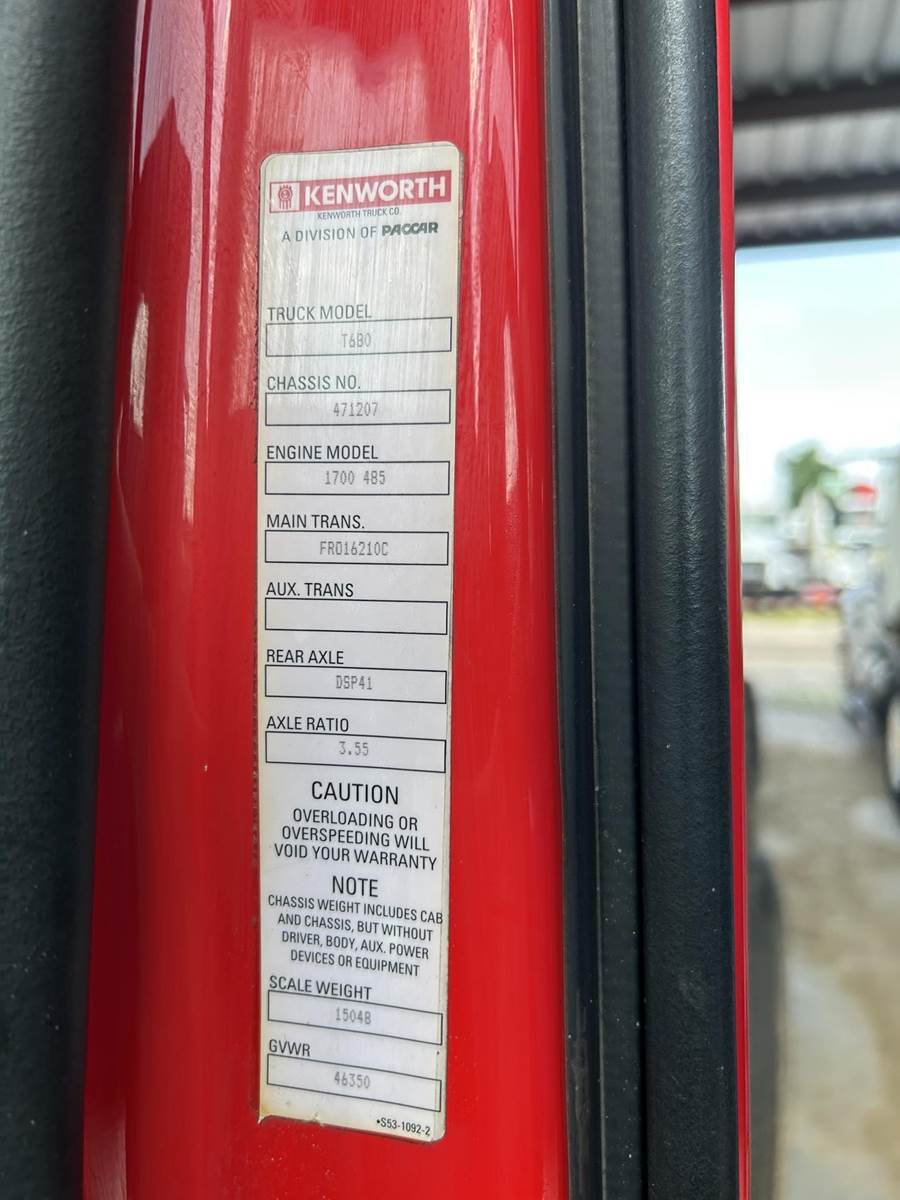 KENWORTH
KENWORTH TRUCK CO.
A DIVISION OF PACCAR
TRUCK MODEL
T680
CHASSIS NO.
471207
ENGINE MODEL
1700 485
MAIN TRANS.
FRO16210C
AUX. TRANS
REAR AXLE
DSP41
AXLE RATIO
3.55
CAUTION
OVERLOADING OR
OVERSPEEDING WILL
VOID YOUR WARRANTY
NOTE
CHASSIS WEIGHT INCLUDES CAB
AND CHASSIS, BUT WITHOUT
DRIVER, BODY, AUX. POWER
DEVICES OR EQUIPMENT
SCALE WEIGHT
15048
GVWR
46350
*S53-1092-2